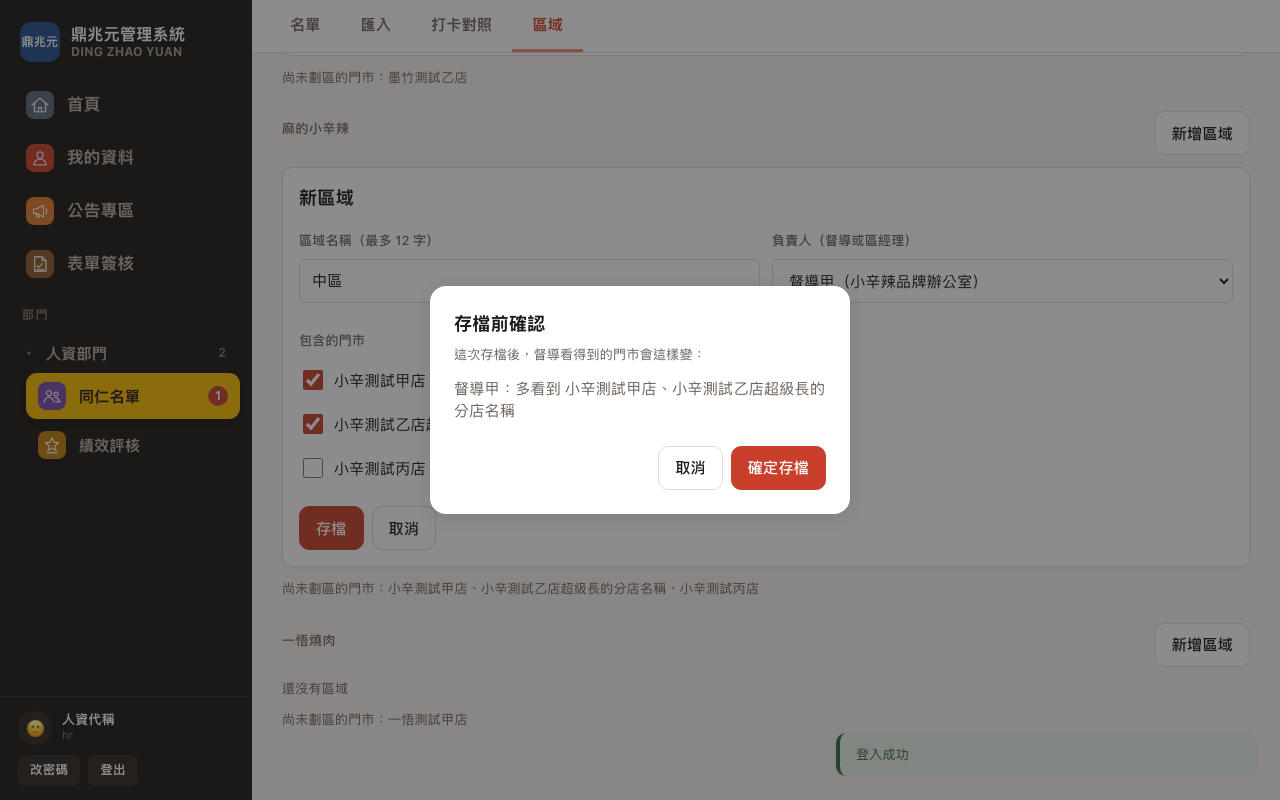 鼎兆元
鼎兆元管理系統
DING ZHAO YUAN
首頁
我的資料
公告專區
表單簽核
部門
人資部門
2
同仁名單
1
績效評核
人資代稱
hr
改密碼
登出
名單
匯入
打卡對照
區域
尚未劃區的門市：墨竹測試乙店
麻的小辛辣
新增區域
新區域
區域名稱（最多 12 字）
負責人（督導或區經理）
中區
督導甲（小辛辣品牌辦公室）
包含的門市
小辛測試甲店
小辛測試乙店
小辛測試丙店
存檔
取消
存檔前確認
這次存檔後，督導看得到的門市會這樣變：
督導甲：多看到 小辛測試甲店、小辛測試乙店超級長的
分店名稱
取消
確定存檔
尚未劃區的門市：小辛測試甲店、小辛測試乙店超級長的分店名稱、小辛測試丙店
一悟燒肉
新增區域
還沒有區域
尚未劃區的門市：一悟測試甲店
登入成功